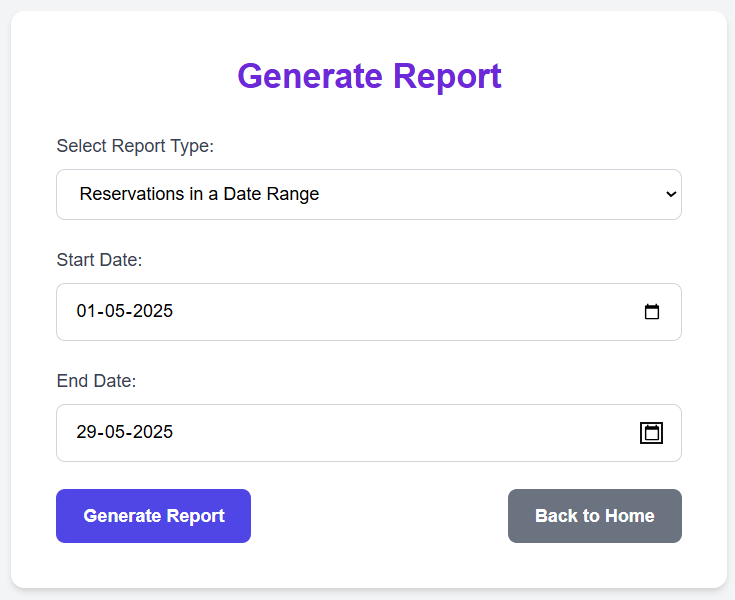 Generate Report
Select Report Type:
Reservations in a Date Range
Start Date:
01-05-2025
End Date:
29-05-2025
Generate Report
Back to Home